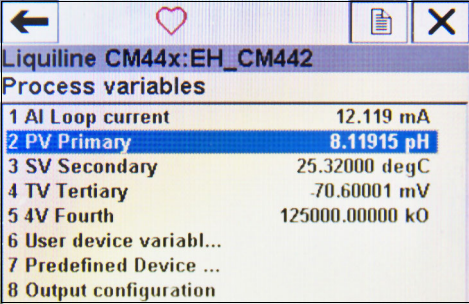 Liquiline CM44x:EH_CM442
Process variables
1 AI Loop current 12.119 mA
2 PV Primary 8.11915 pH
3 SV Secondary 25.32000 degC
4 TV Tertiary -70.60001 mV
5 4V Fourth 125000.00000 kO
6 User device variabl...
7 Predefined Device ...
8 Output configuration